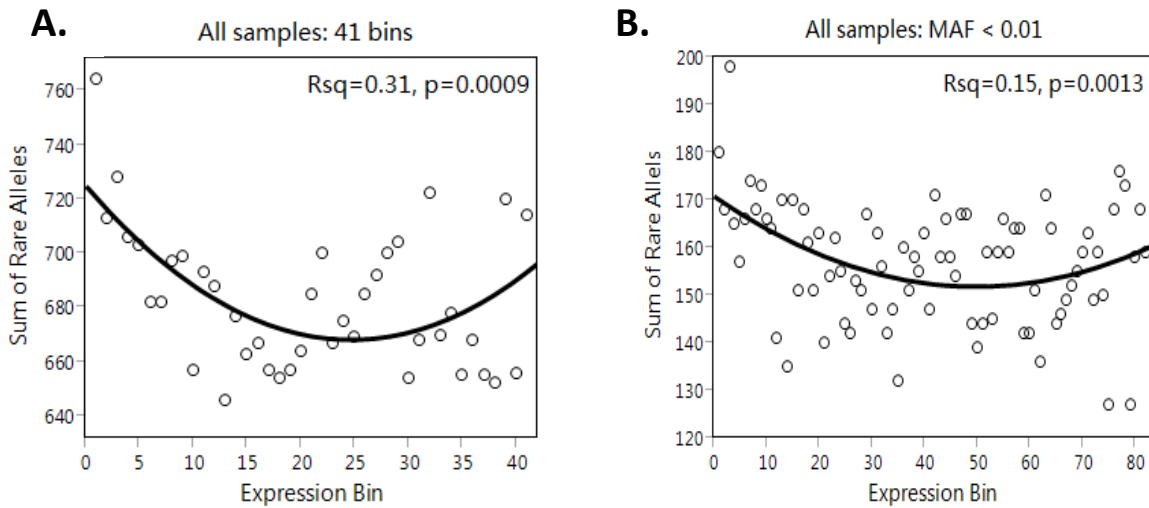 A.
All samples: 41 bins
Rsq=0.31, p=0.0009
760
740
720
700
680
660
640
0 5 10 15 20 25 30 35 40
Sum of Rare Alleles
Expression Bin
B.
All samples: MAF < 0.01
Rsq=0.15, p=0.0013
200
190
180
170
160
150
140
130
120
0 10 20 30 40 50 60 70 80
Sum of Rare Allels
Expression Bin